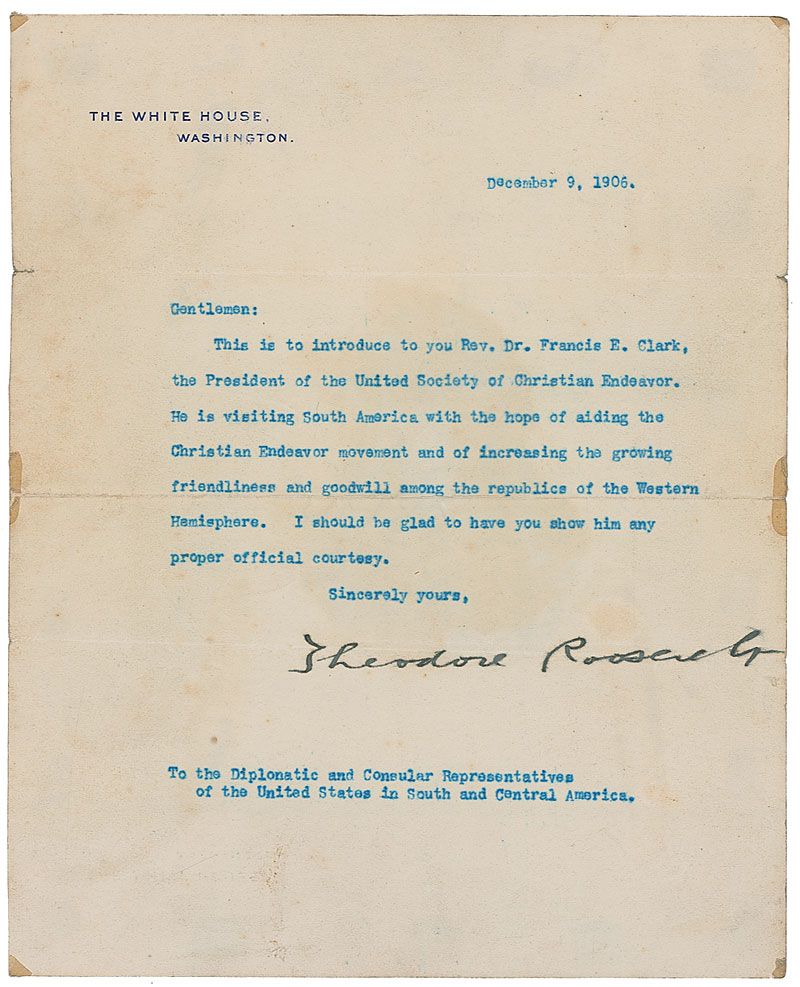 THE WHITE HOUSE,
WASHINGTON.
December 9, 1906.
Gentlemen:
This is to introduce to you Rev. Dr. Francis E. Clark,
the President of the United Society of Christian Endeavor.
He is visiting South America with the hope of aiding the
Christian Endeavor movement and of increasing the growing
friendliness and goodwill among the republics of the Western
Hemisphere. I should be glad to have you show him any
proper official courtesy.
Sincerely yours,
Theodore Roosevelt
To the Diplonatic and Consular Representatives
of the United States in South and Central America.